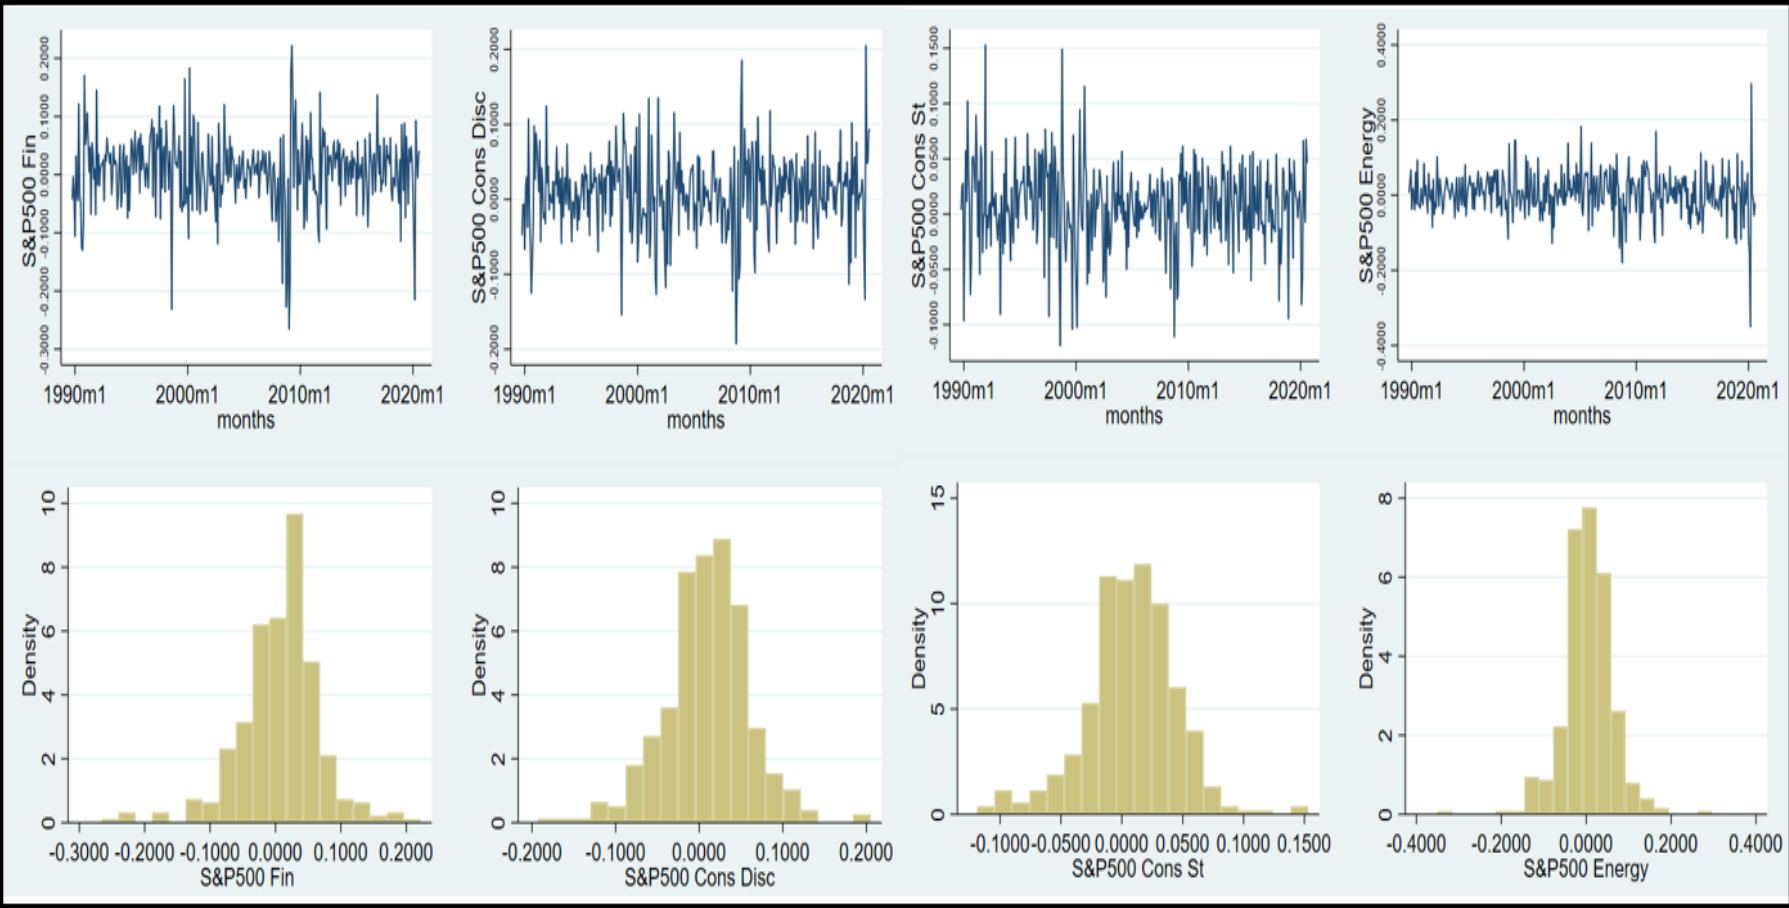 S&P500 Fin
0.2000
0.1000
0.0000
-0.1000
-0.2000
-0.3000
1990m1 2000m1 2010m1 2020m1
months
S&P500 Cons Disc
0.2000
0.1000
0.0000
-0.1000
-0.2000
1990m1 2000m1 2010m1 2020m1
months
S&P500 Cons St
0.1500
0.1000
0.0500
0.0000
-0.0500
-0.1000
1990m1 2000m1 2010m1 2020m1
months
S&P500 Energy
0.4000
0.2000
0.0000
-0.2000
-0.4000
1990m1 2000m1 2010m1 2020m1
months
Density
10
8
6
4
2
0
-0.3000 -0.2000 -0.1000 0.0000 0.1000 0.2000
S&P500 Fin
Density
10
8
6
4
2
0
-0.2000 -0.1000 0.0000 0.1000 0.2000
S&P500 Cons Disc
Density
15
10
5
0
-0.1000 -0.0500 0.0000 0.0500 0.1000 0.1500
S&P500 Cons St
Density
8
6
4
2
0
-0.4000 -0.2000 0.0000 0.2000 0.4000
S&P500 Energy